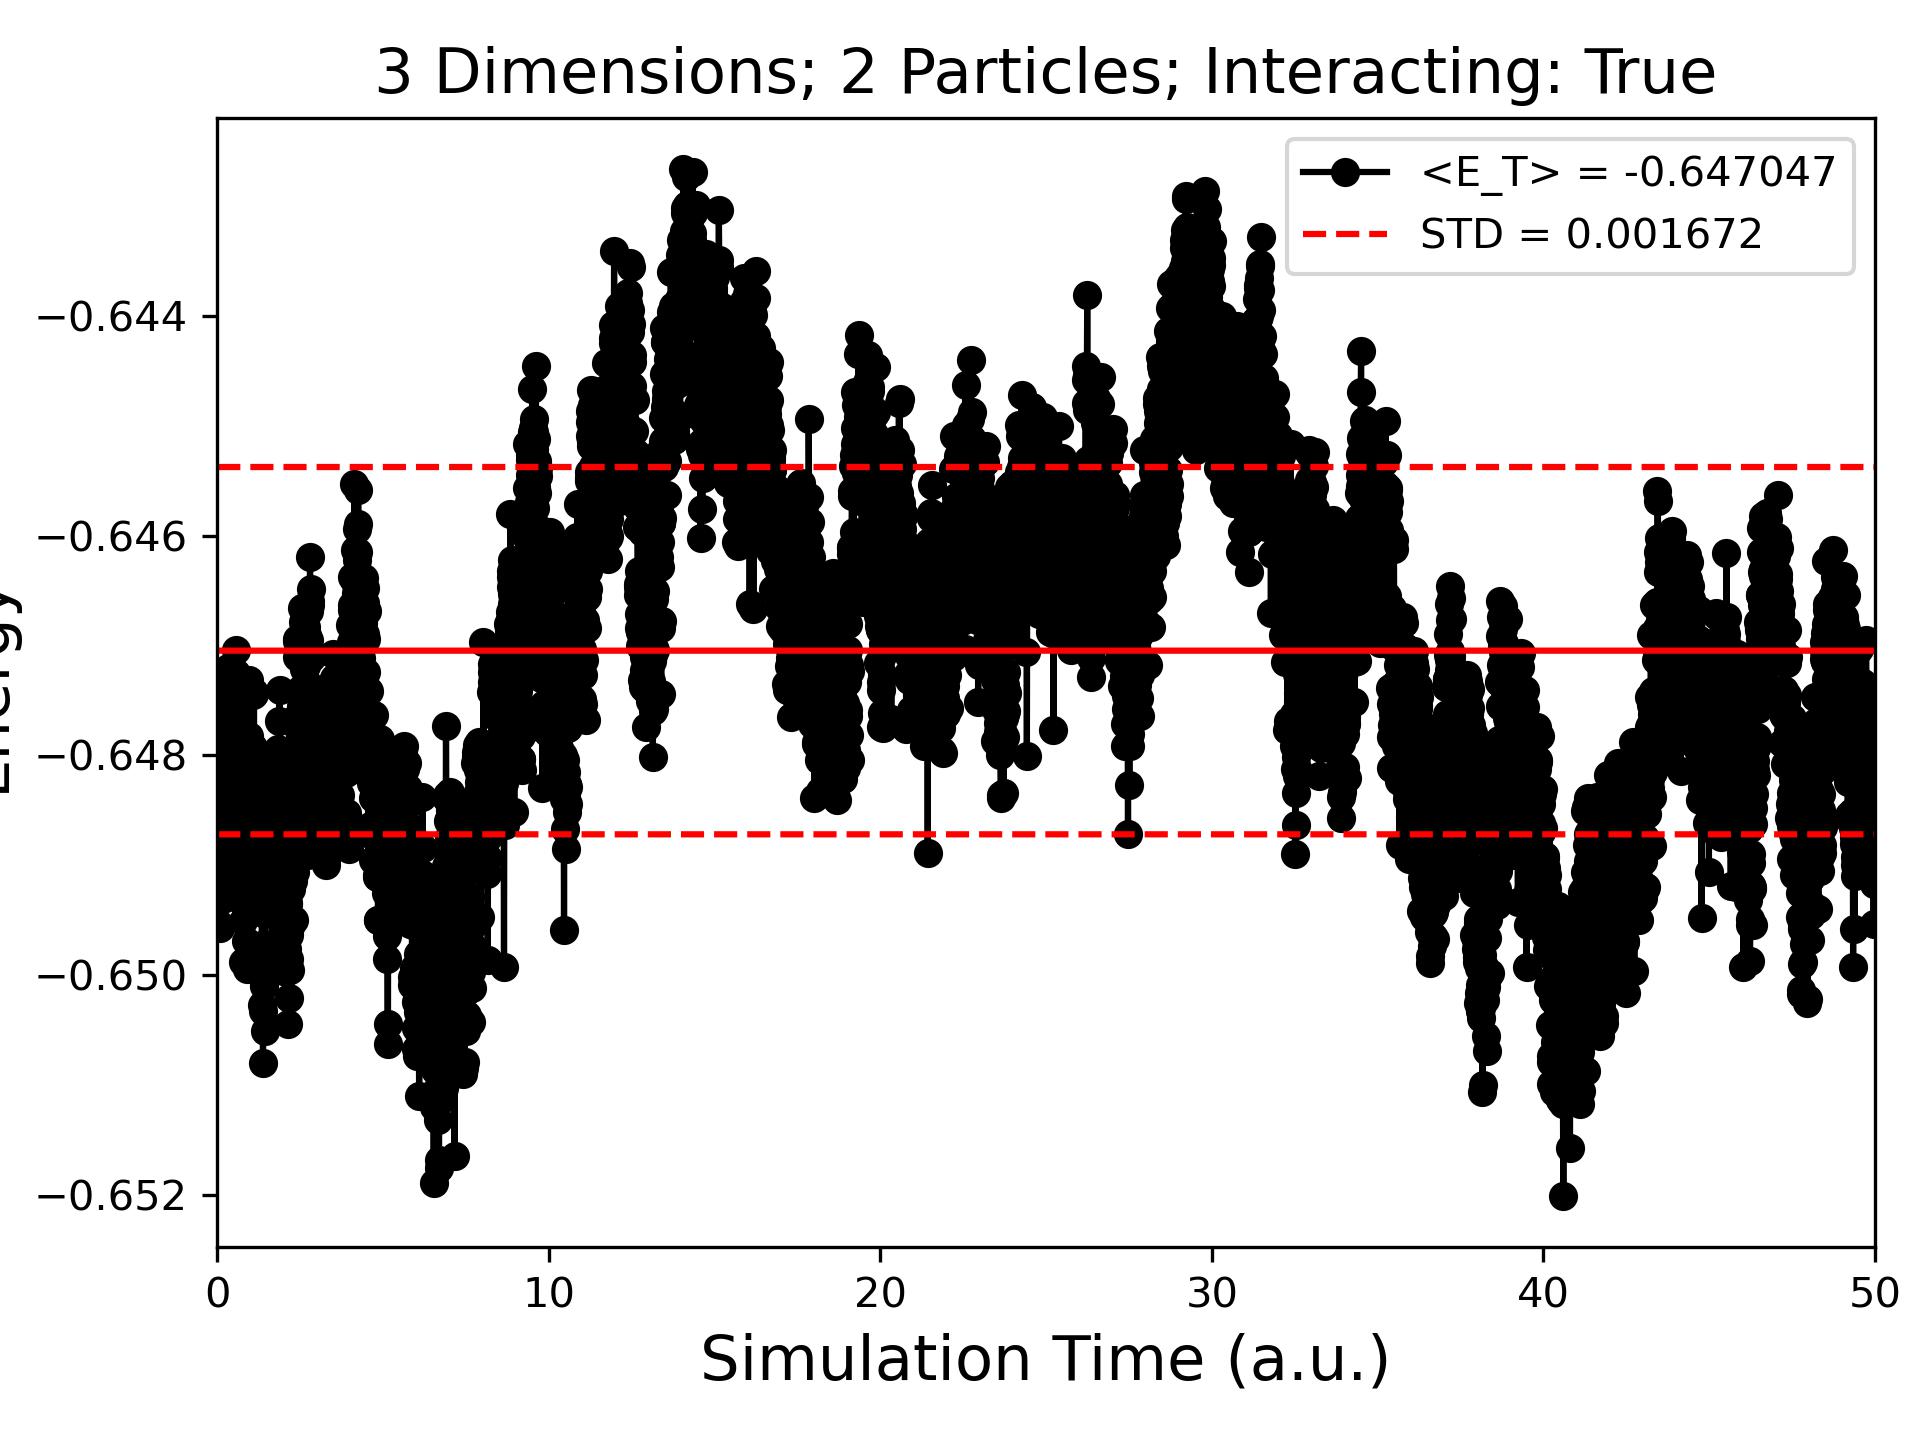 3 Dimensions; 2 Particles; Interacting: True
<E_T> = -0.647047
STD = 0.001672
−0.644
−0.646
−0.648
−0.650
−0.652
Energy
0 10 20 30 40 50
Simulation Time (a.u.)